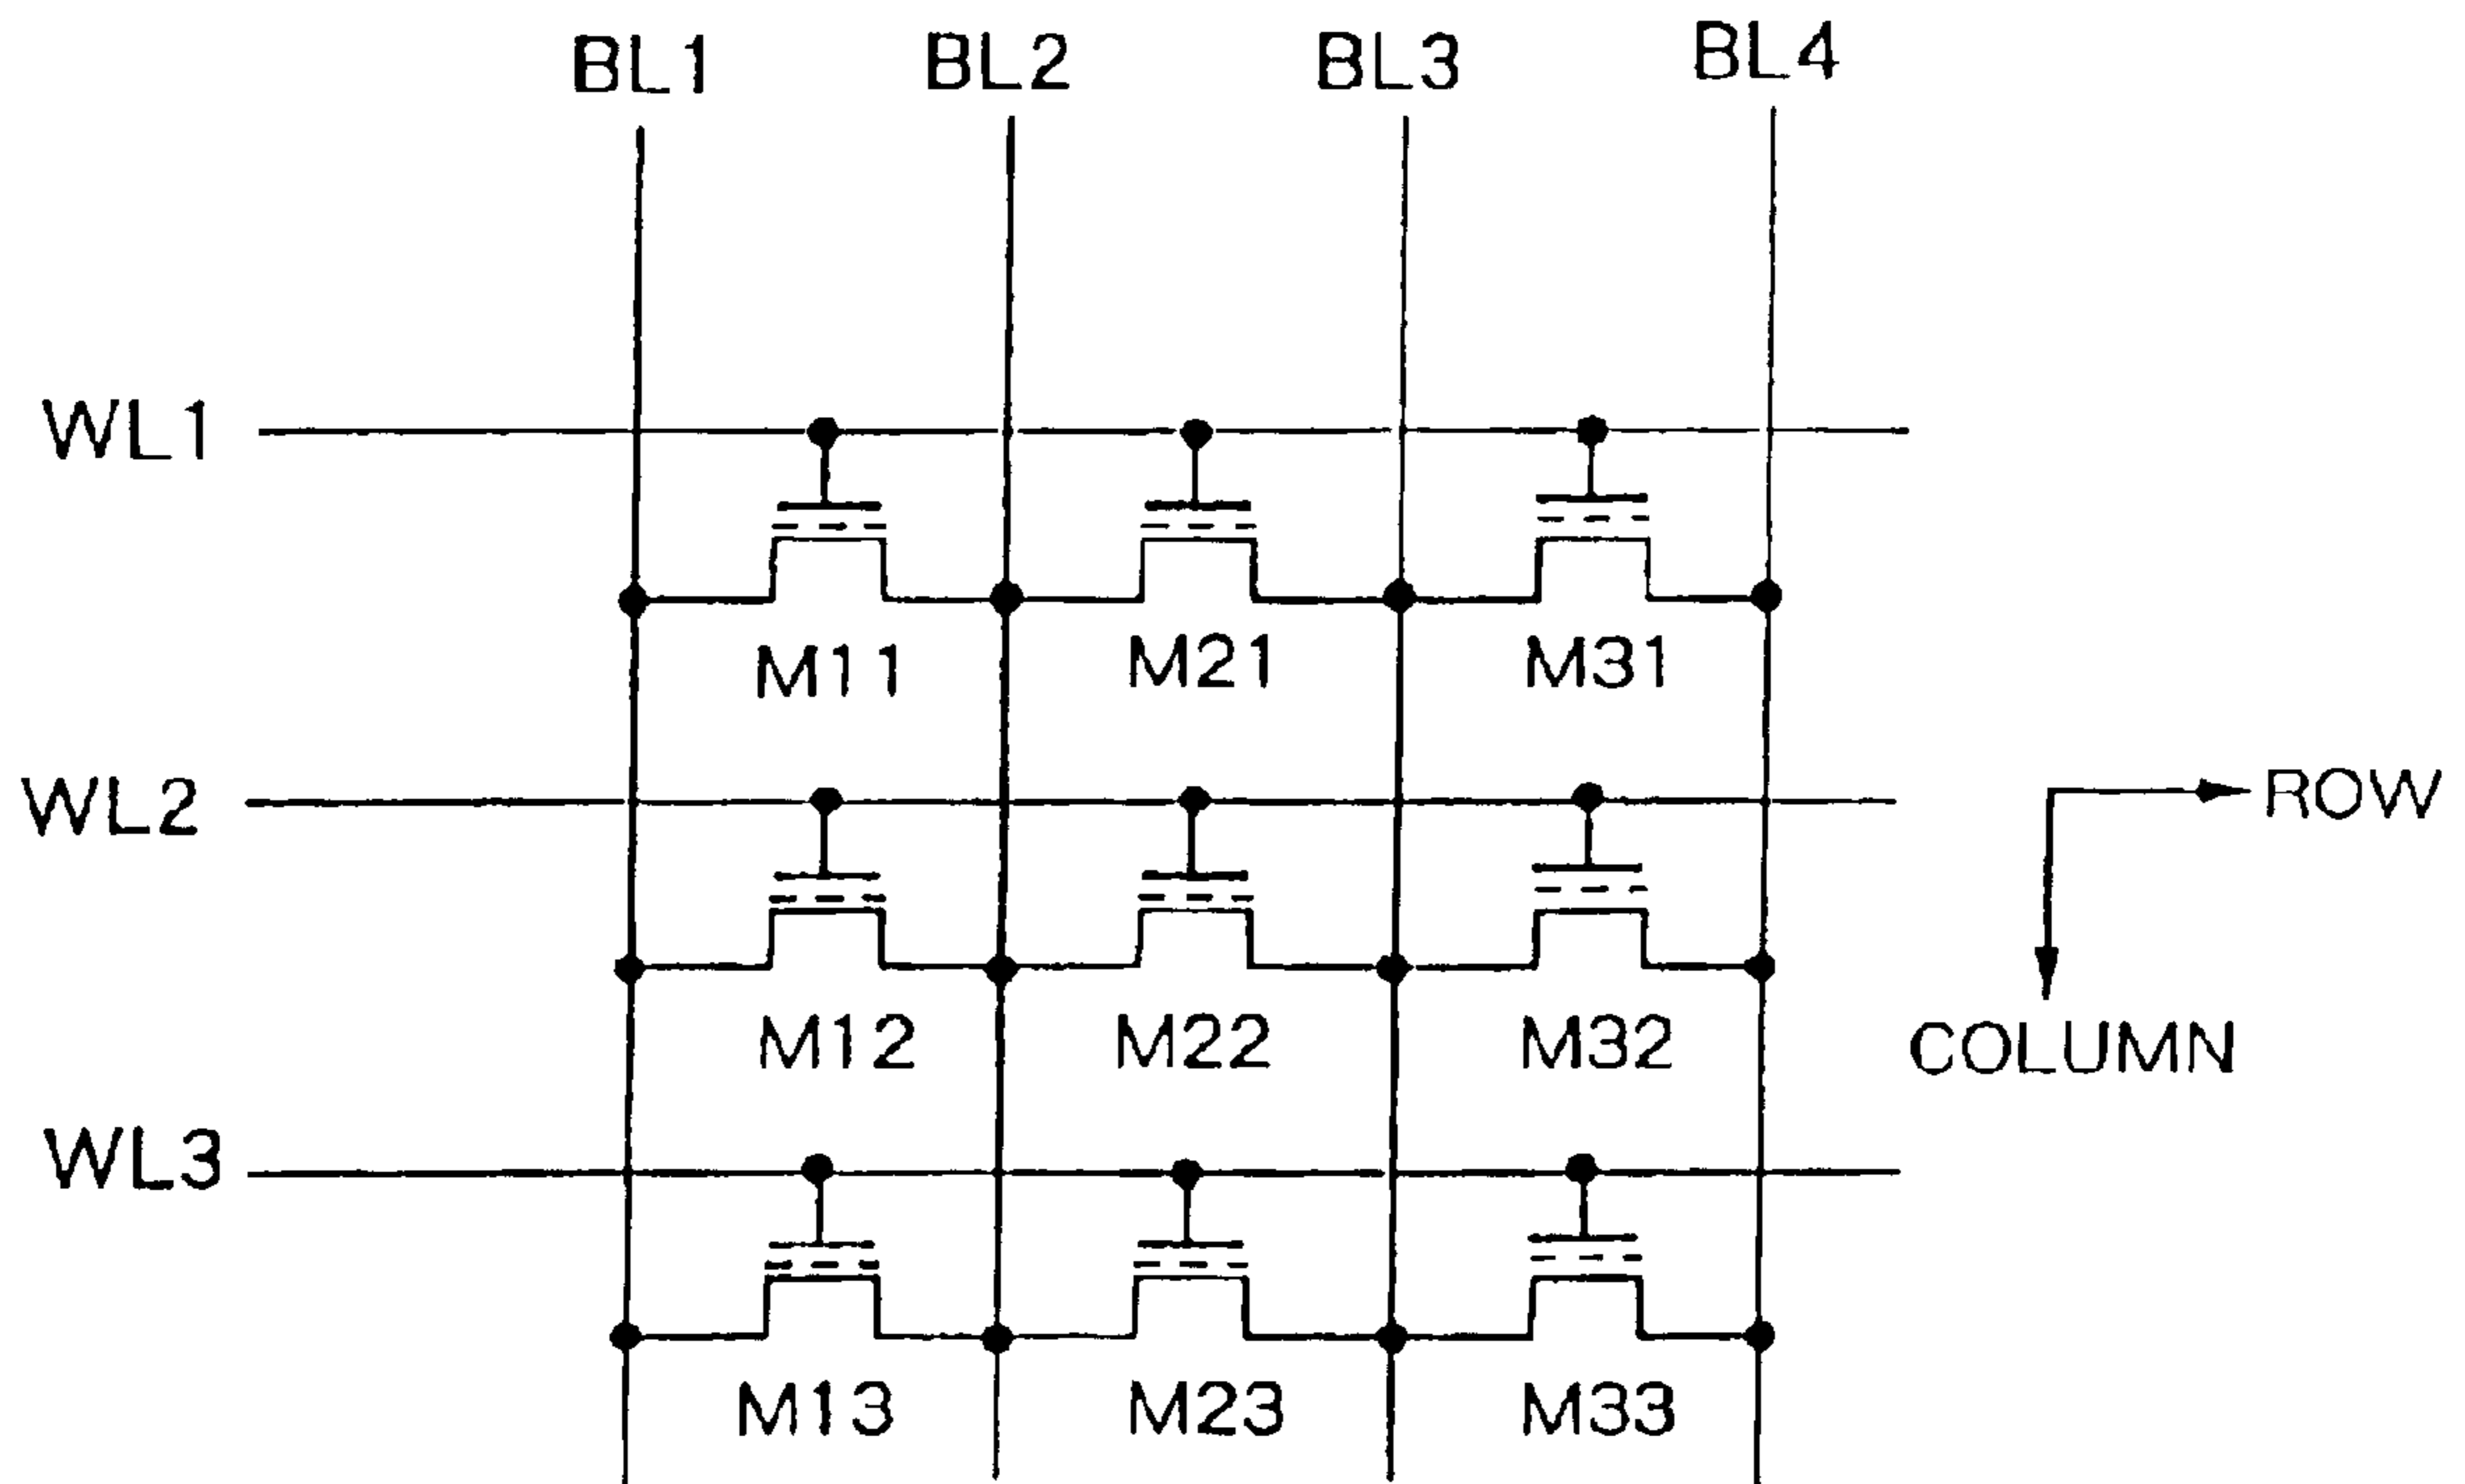 BL1 BL2 BL3 BL4
WL1
M11 M21 M31
WL2
ROW
M12 M22 M32
COLUMN
WL3
M13 M23 M33